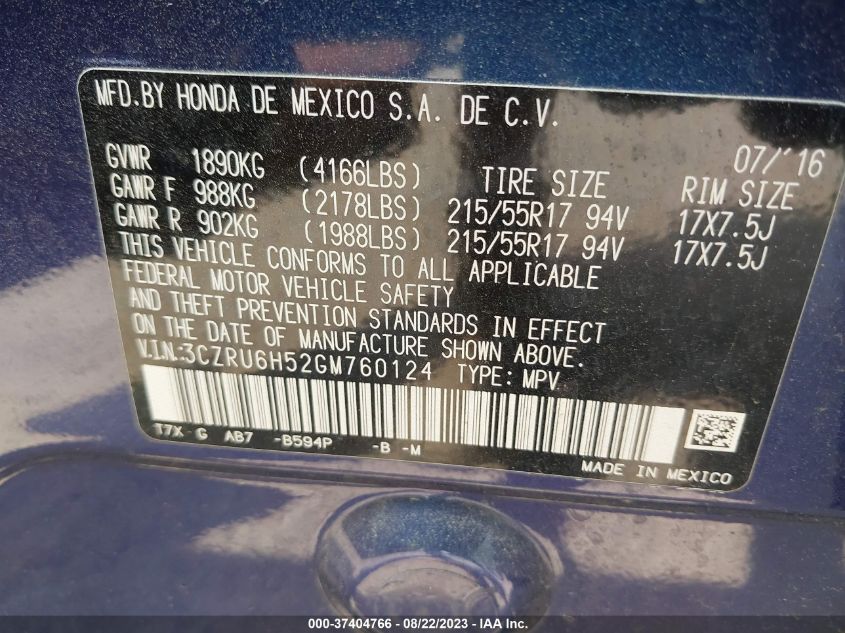 MFD.BY HONDA DE MEXICO S.A. DE C.V.
07/'16
GVWR 1890KG (4166LBS) TIRE SIZE RIM SIZE
GAWR F 988KG (2178LBS) 215/55R17 94V 17X7.5J
GAWR R 902KG (1988LBS) 215/55R17 94V 17X7.5J
THIS VEHICLE CONFORMS TO ALL APPLICABLE
FEDERAL MOTOR VEHICLE SAFETY
AND THEFT PREVENTION STANDARDS IN EFFECT
ON THE DATE OF MANUFACTURE SHOWN ABOVE.
V.I.N:3CZRU6H52GM760124 TYPE: MPV
T7X G AB7 -B594P -B -M
MADE IN MEXICO
000-37404766 - 08/22/2023 - IAA Inc.